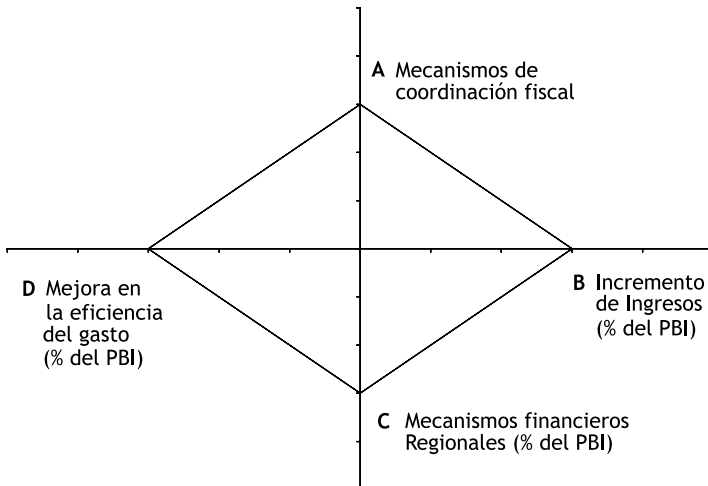 A Mecanismos de
coordinación fiscal
D Mejora en
la eficiencia
del gasto
(% del PBI)
B Incremento
de Ingresos
(% del PBI)
C Mecanismos financieros
Regionales (% del PBI)